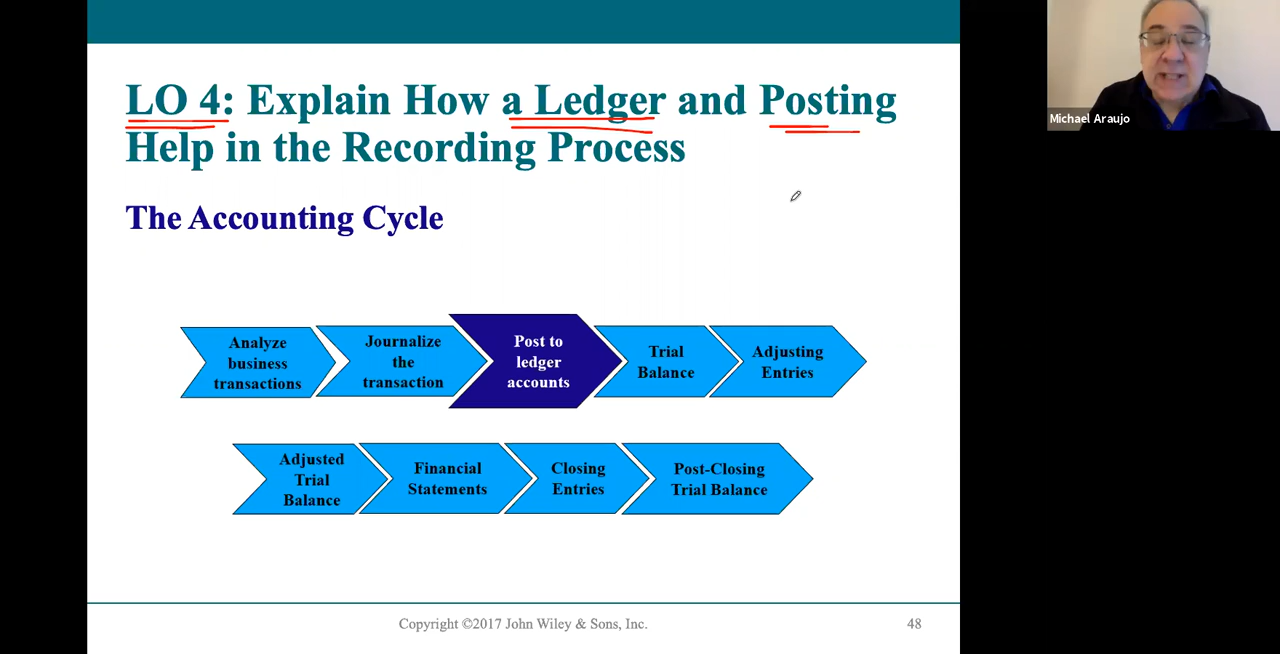 LO 4: Explain How a Ledger and Posting
Help in the Recording Process
The Accounting Cycle
Analyze
business
transactions
Journalize
the
transaction
Post to
ledger
accounts
Trial
Balance
Adjusting
Entries
Adjusted
Trial
Balance
Financial
Statements
Closing
Entries
Post-Closing
Trial Balance
Copyright ©2017 John Wiley & Sons, Inc.
48
Michael Araujo